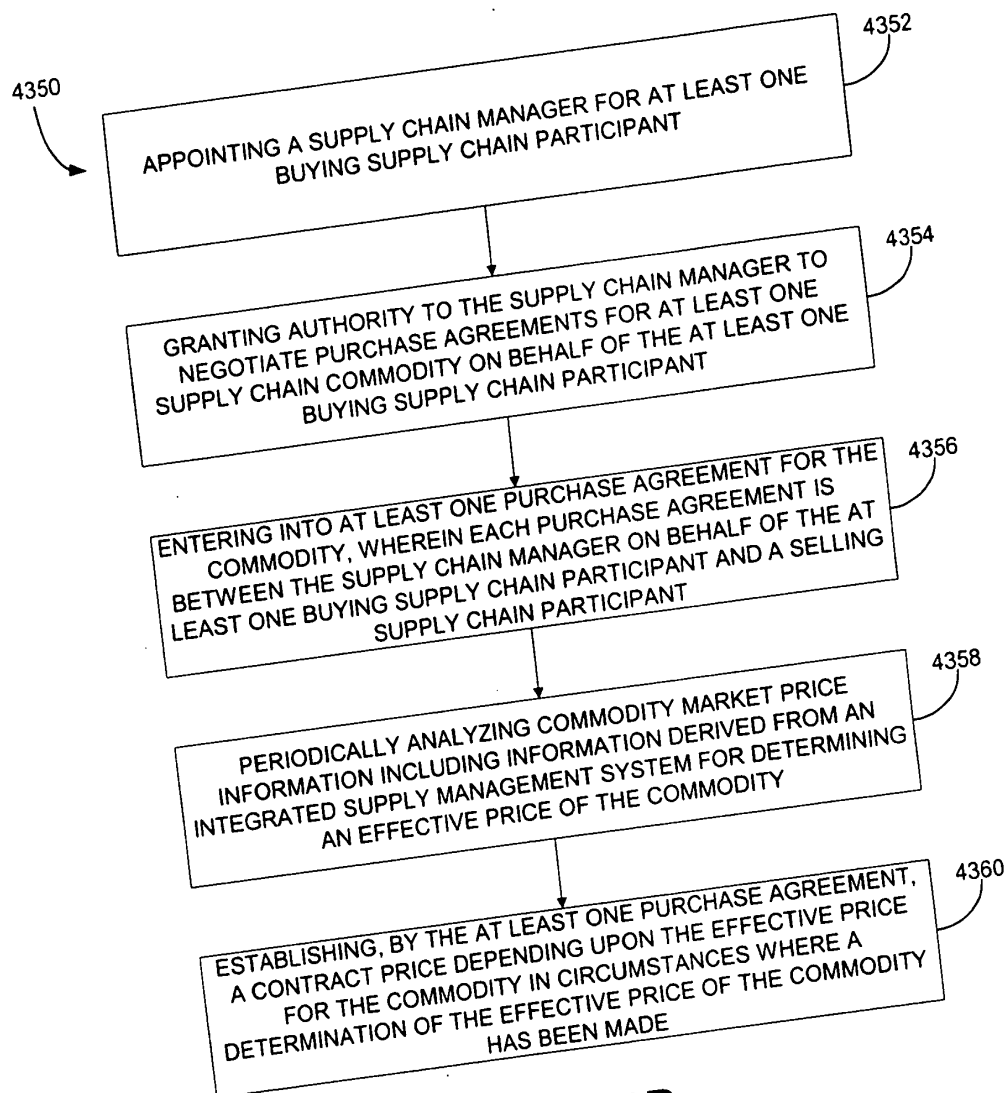 4350
4352
APPOINTING A SUPPLY CHAIN MANAGER FOR AT LEAST ONE
BUYING SUPPLY CHAIN PARTICIPANT
4354
GRANTING AUTHORITY TO THE SUPPLY CHAIN MANAGER TO
NEGOTIATE PURCHASE AGREEMENTS FOR AT LEAST ONE
SUPPLY CHAIN COMMODITY ON BEHALF OF THE AT LEAST ONE
BUYING SUPPLY CHAIN PARTICIPANT
4356
ENTERING INTO AT LEAST ONE PURCHASE AGREEMENT FOR THE
COMMODITY, WHEREIN EACH PURCHASE AGREEMENT IS
BETWEEN THE SUPPLY CHAIN MANAGER ON BEHALF OF THE AT
LEAST ONE BUYING SUPPLY CHAIN PARTICIPANT AND A SELLING
SUPPLY CHAIN PARTICIPANT
4358
PERIODICALLY ANALYZING COMMODITY MARKET PRICE
INFORMATION INCLUDING INFORMATION DERIVED FROM AN
INTEGRATED SUPPLY MANAGEMENT SYSTEM FOR DETERMINING
AN EFFECTIVE PRICE OF THE COMMODITY
4360
ESTABLISHING, BY THE AT LEAST ONE PURCHASE AGREEMENT,
A CONTRACT PRICE DEPENDING UPON THE EFFECTIVE PRICE
FOR THE COMMODITY IN CIRCUMSTANCES WHERE A
DETERMINATION OF THE EFFECTIVE PRICE OF THE COMMODITY
HAS BEEN MADE